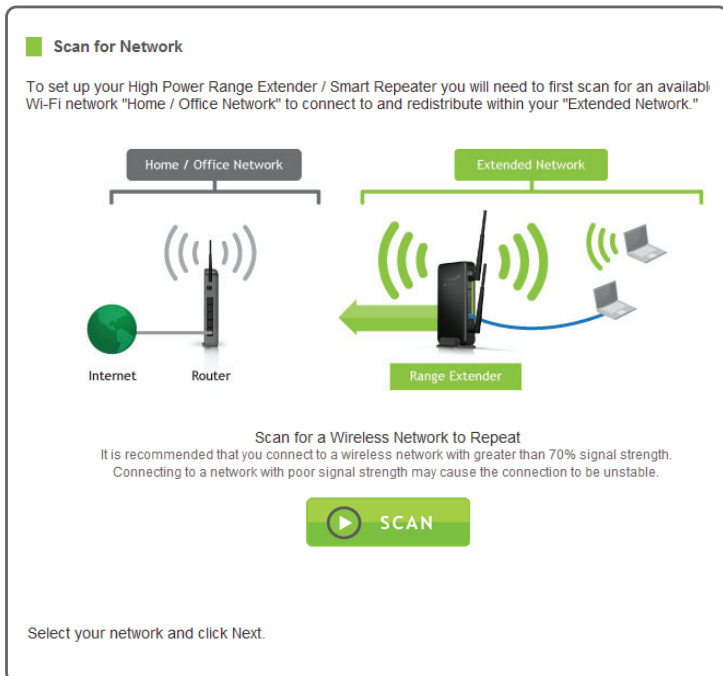 Scan for Network
To set up your High Power Range Extender / Smart Repeater you will need to first scan for an availabl
Wi-Fi network "Home / Office Network" to connect to and redistribute within your "Extended Network."
Home / Office Network
Extended Network
Internet
Router
Range Extender
Scan for a Wireless Network to Repeat
It is recommended that you connect to a wireless network with greater than 70% signal strength.
Connecting to a network with poor signal strength may cause the connection to be unstable.
SCAN
Select your network and click Next.